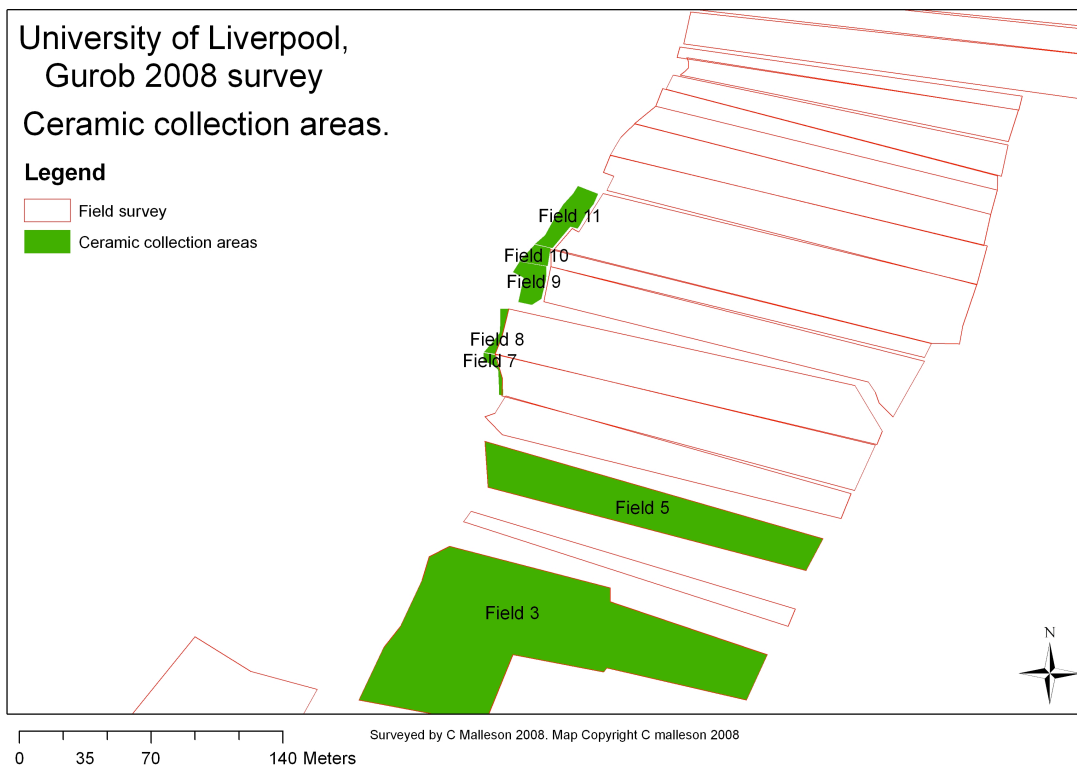 University of Liverpool,
Gurob 2008 survey
Ceramic collection areas.
Legend
Field survey
Ceramic collection areas
Field 11
Field 10
Field 9
Field 8
Field 7
Field 5
Field 3
N
Surveyed by C Malleson 2008. Map Copyright C malleson 2008
0 35 70 140 Meters